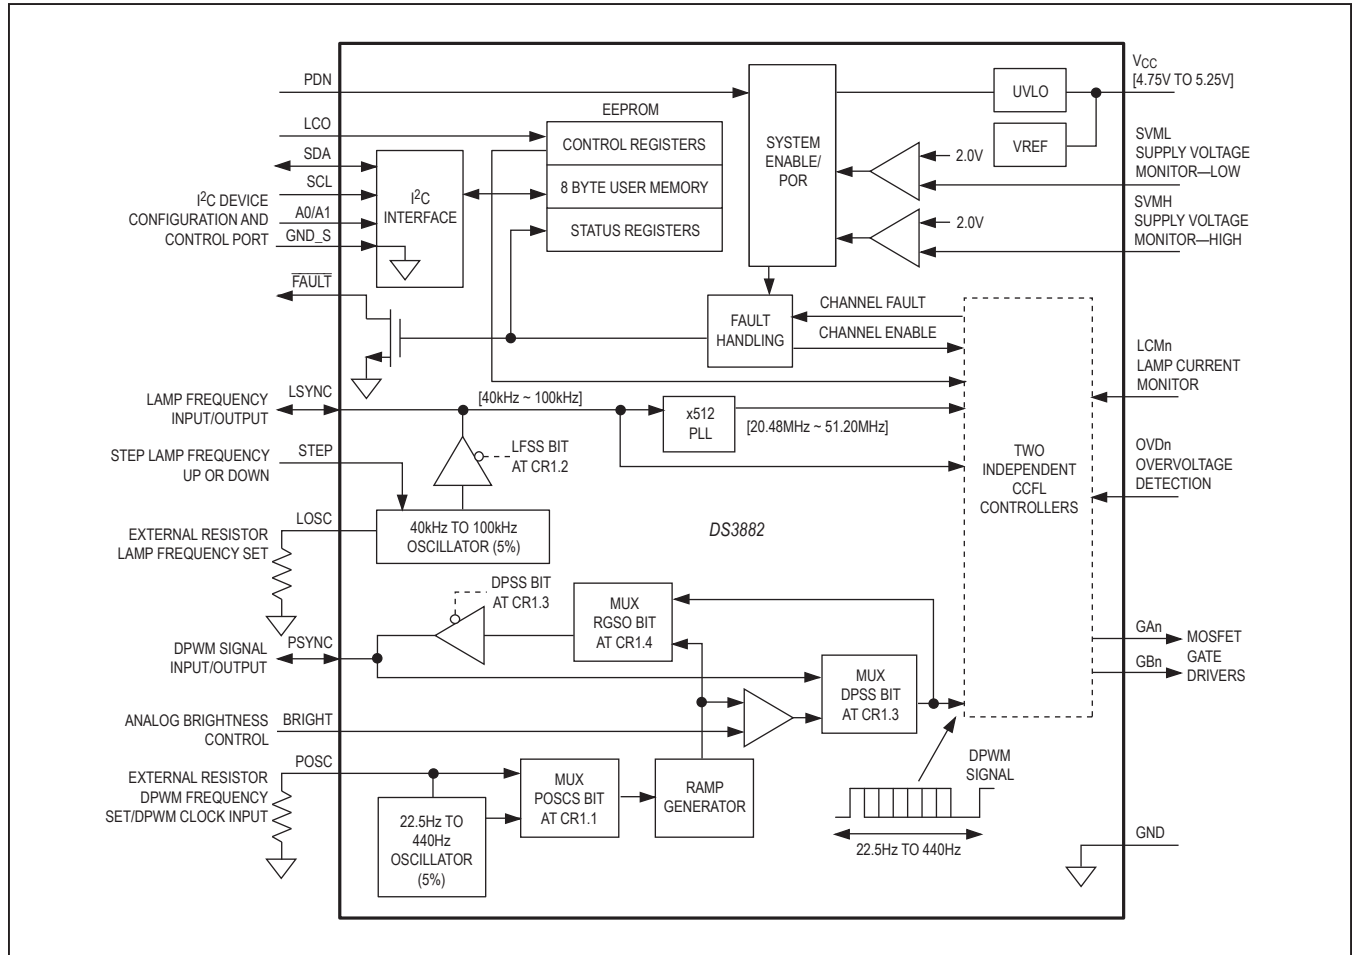 PDN
LCO
SDA
SCL
I2C DEVICE
CONFIGURATION AND
CONTROL PORT
A0/A1
GND_S
FAULT
I2C
INTERFACE
EEPROM
CONTROL REGISTERS
8 BYTE USER MEMORY
STATUS REGISTERS
SYSTEM
ENABLE/
POR
UVLO
VREF
2.0V
2.0V
VCC
[4.75V TO 5.25V]
SVML
SUPPLY VOLTAGE
MONITOR—LOW
SVMH
SUPPLY VOLTAGE
MONITOR—HIGH
FAULT
HANDLING
CHANNEL FAULT
CHANNEL ENABLE
LCMn
LAMP CURRENT
MONITOR
LAMP FREQUENCY
INPUT/OUTPUT
LSYNC
[40kHz ~ 100kHz]
x512
PLL
[20.48MHz ~ 51.20MHz]
STEP LAMP FREQUENCY
UP OR DOWN
STEP
LFSS BIT
AT CR1.2
TWO
INDEPENDENT
CCFL
CONTROLLERS
OVDn
OVERVOLTAGE
DETECTION
EXTERNAL RESISTOR
LAMP FREQUENCY SET
LOSC
40kHz TO 100kHz
OSCILLATOR (5%)
DS3882
DPSS BIT
AT CR1.3
MUX
RGSO BIT
AT CR1.4
DPWM SIGNAL
INPUT/OUTPUT
PSYNC
MUX
DPSS BIT
AT CR1.3
GAn
GBn
MOSFET
GATE
DRIVERS
ANALOG BRIGHTNESS
CONTROL
BRIGHT
EXTERNAL RESISTOR
DPWM FREQUENCY
SET/DPWM CLOCK INPUT
POSC
22.5Hz TO
440Hz
OSCILLATOR
(5%)
MUX
POSCS BIT
AT CR1.1
RAMP
GENERATOR
DPWM
SIGNAL
22.5Hz TO 440Hz
GND